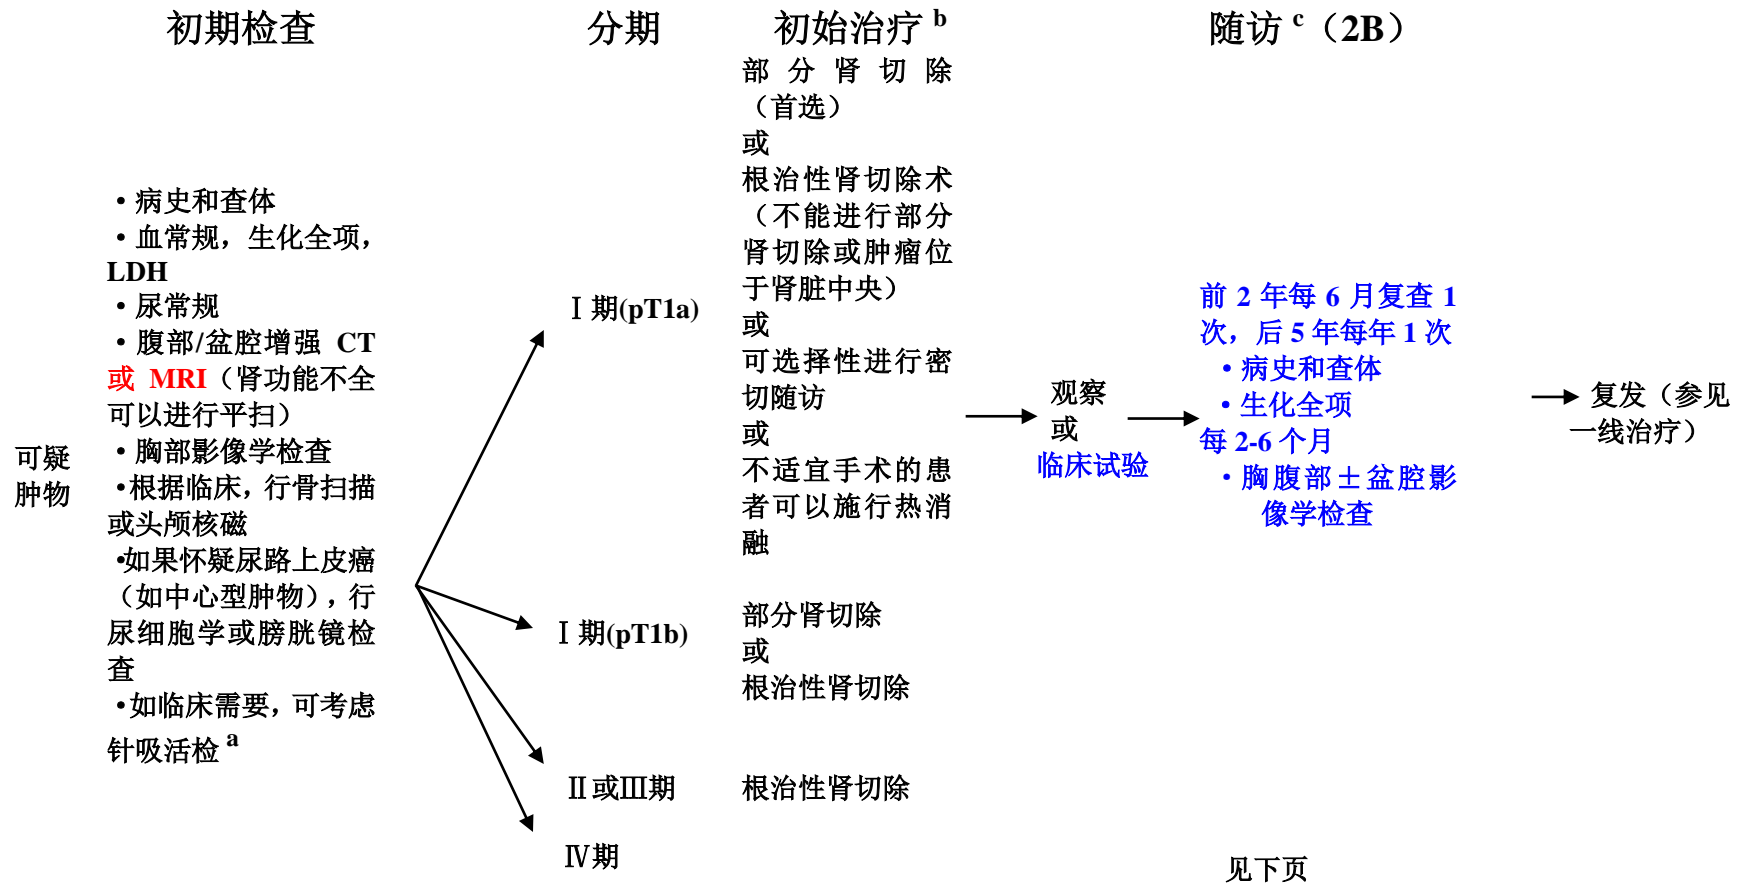 初期检查
分期
初始治疗 b
随访 c（2B）
可疑
肿物
·病史和查体
·血常规，生化全项，
LDH
·尿常规
·腹部/盆腔增强 CT
或 MRI（肾功能不全
可以进行平扫）
·胸部影像学检查
·根据临床，行骨扫描
或头颅核磁
·如果怀疑尿路上皮癌
（如中心型肿物），行
尿细胞学或膀胱镜检
查
·如临床需要，可考虑
针吸活检 a
Ⅰ期(pT1a)
Ⅰ期(pT1b)
Ⅱ或Ⅲ期
Ⅳ期
部分肾切除
（首选）
或
根治性肾切除术
（不能进行部分
肾切除或肿瘤位
于肾脏中央）
或
可选择性进行密
切随访
或
不适宜手术的患
者可以施行热消
融
部分肾切除
或
根治性肾切除
根治性肾切除
观察
或
临床试验
前 2 年每 6 月复查 1
次，后 5 年每年 1 次
·病史和查体
·生化全项
每 2-6 个月
·胸腹部±盆腔影
像学检查
复发（参见
一线治疗）
见下页